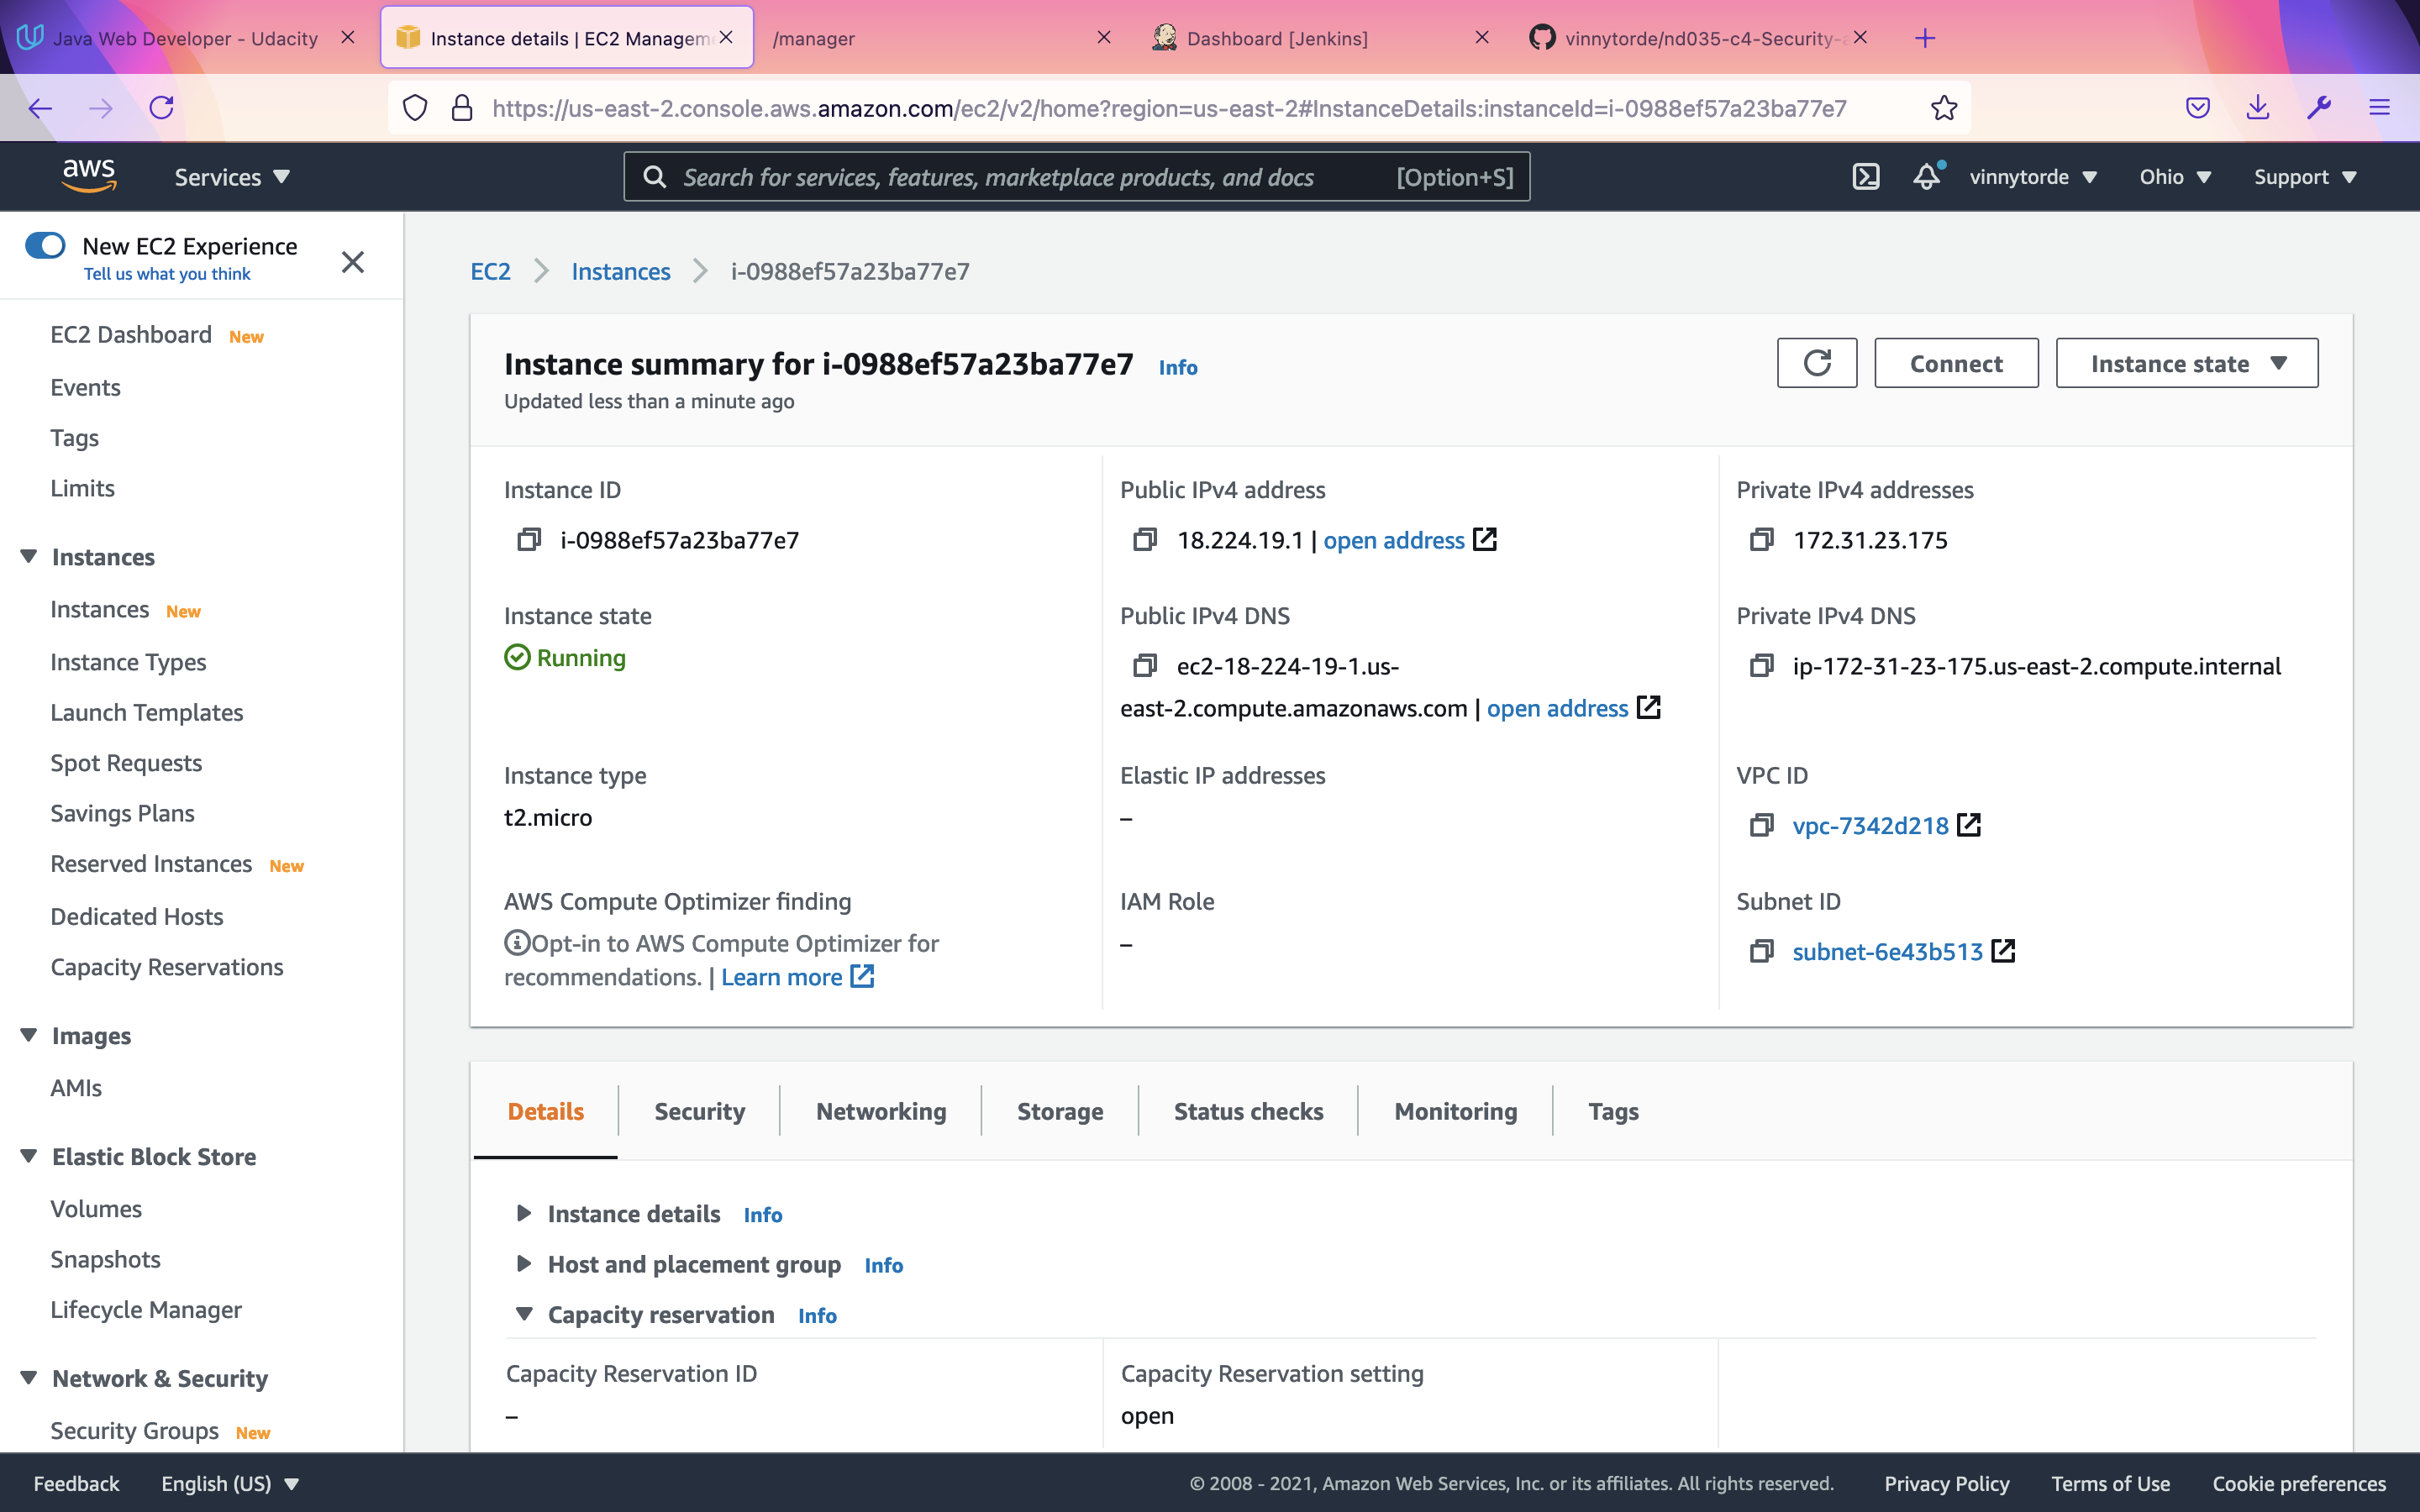 Java Web Developer - Udacity
Instance details | EC2 Managem
/manager
Dashboard [Jenkins]
vinnytorde/nd035-c4-Security-a
https://us-east-2.console.aws.amazon.com/ec2/v2/home?region=us-east-2#InstanceDetails:instanceId=i-0988ef57a23ba77e7
aws
Services
Search for services, features, marketplace products, and docs
[Option+S]
vinnytorde
Ohio
Support
New EC2 Experience
Tell us what you think
EC2 Dashboard New
Events
Tags
Limits
Instances
Instances New
Instance Types
Launch Templates
Spot Requests
Savings Plans
Reserved Instances New
Dedicated Hosts
Capacity Reservations
Images
AMIs
Elastic Block Store
Volumes
Snapshots
Lifecycle Manager
Network & Security
Security Groups New
EC2
Instances
i-0988ef57a23ba77e7
Instance summary for i-0988ef57a23ba77e7 Info
Updated less than a minute ago
Connect
Instance state
Instance ID
i-0988ef57a23ba77e7
Public IPv4 address
18.224.19.1 | open address
Private IPv4 addresses
172.31.23.175
Instance state
Running
Public IPv4 DNS
ec2-18-224-19-1.us-
east-2.compute.amazonaws.com | open address
Private IPv4 DNS
ip-172-31-23-175.us-east-2.compute.internal
Instance type
t2.micro
Elastic IP addresses
–
VPC ID
vpc-7342d218
AWS Compute Optimizer finding
Opt-in to AWS Compute Optimizer for
recommendations. | Learn more
IAM Role
–
Subnet ID
subnet-6e43b513
Details
Security
Networking
Storage
Status checks
Monitoring
Tags
Instance details Info
Host and placement group Info
Capacity reservation Info
Capacity Reservation ID
–
Capacity Reservation setting
open
Feedback
English (US)
© 2008 - 2021, Amazon Web Services, Inc. or its affiliates. All rights reserved.
Privacy Policy
Terms of Use
Cookie preferences